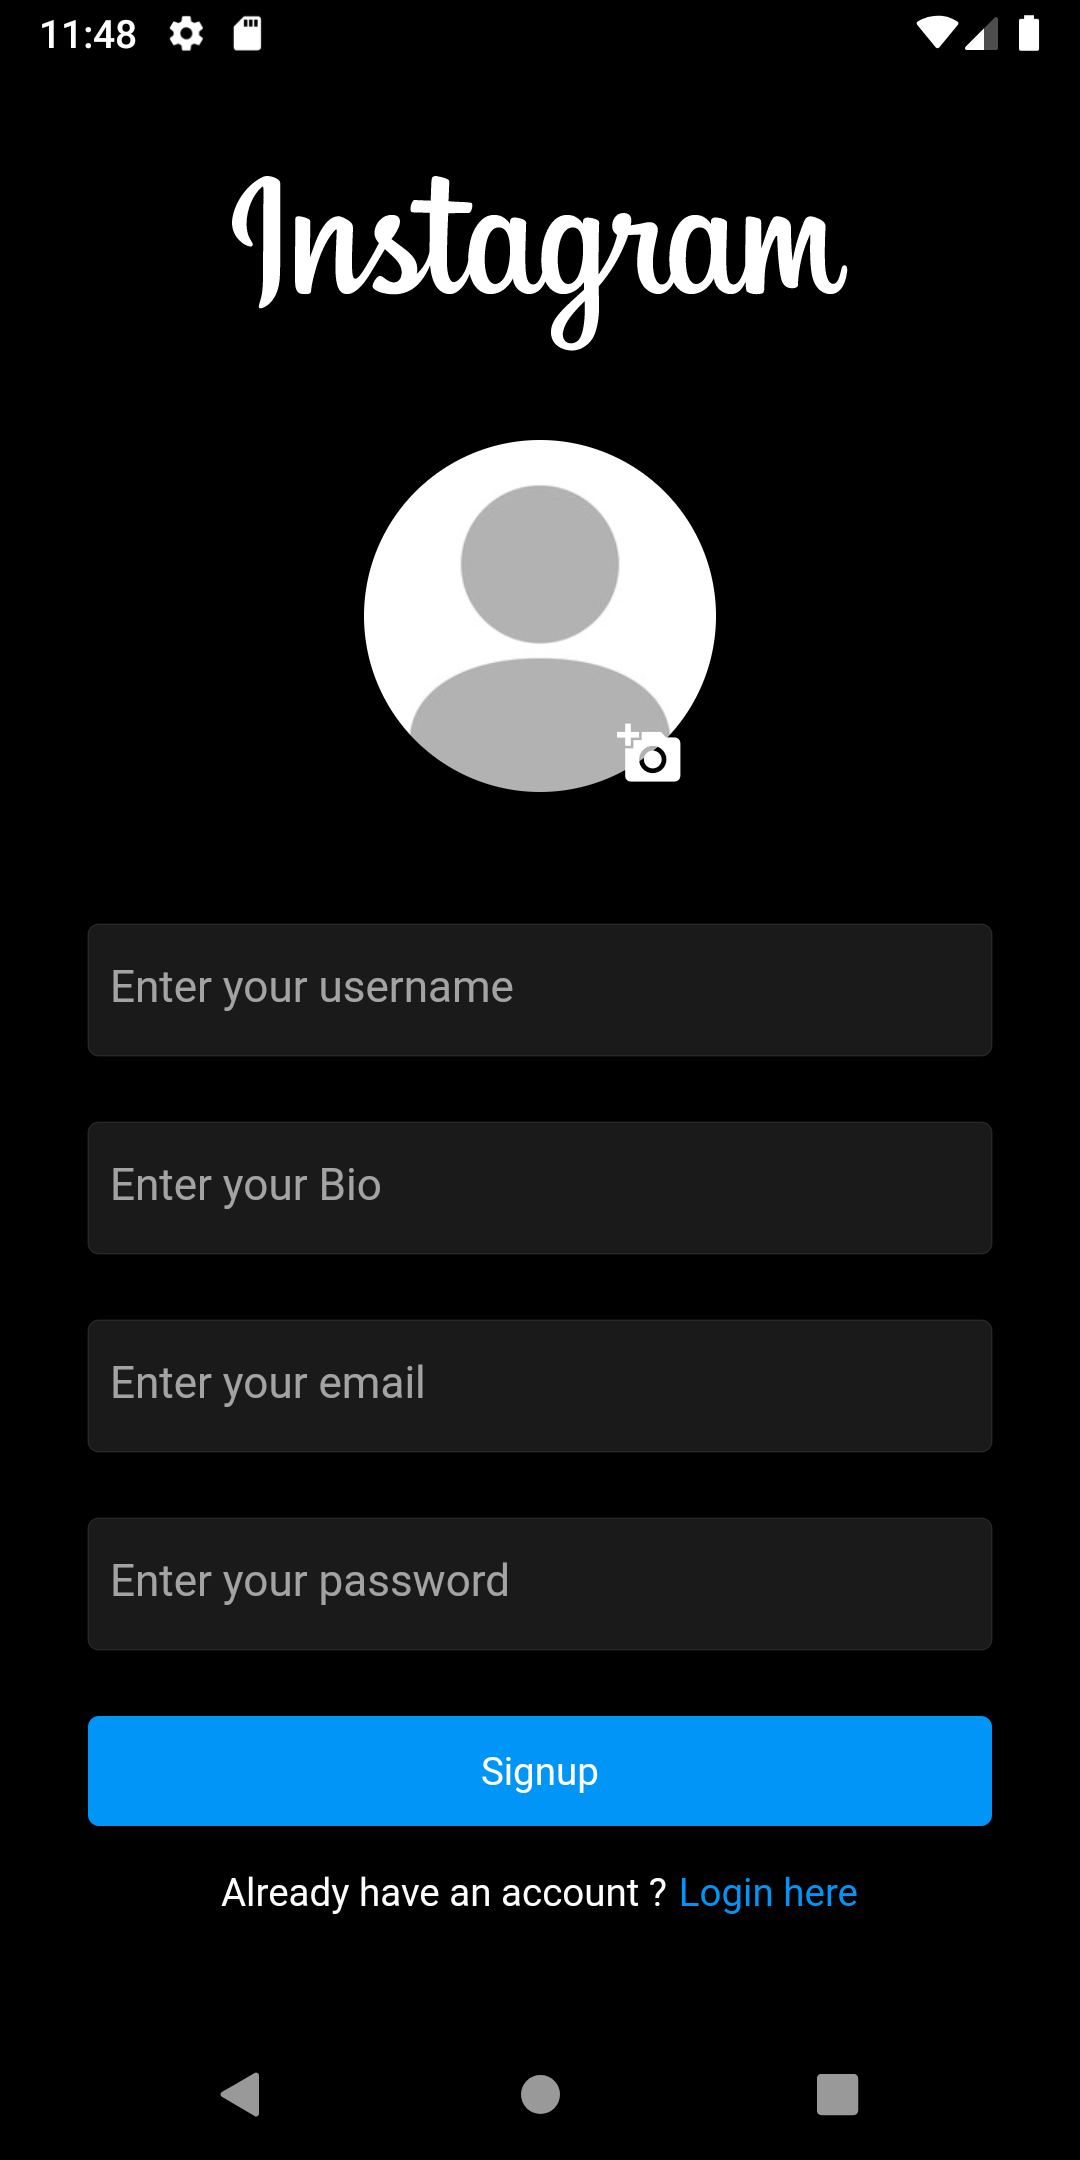 11:48
Instagram
Enter your username
Enter your Bio
Enter your email
Enter your password
Signup
Already have an account ? Login here